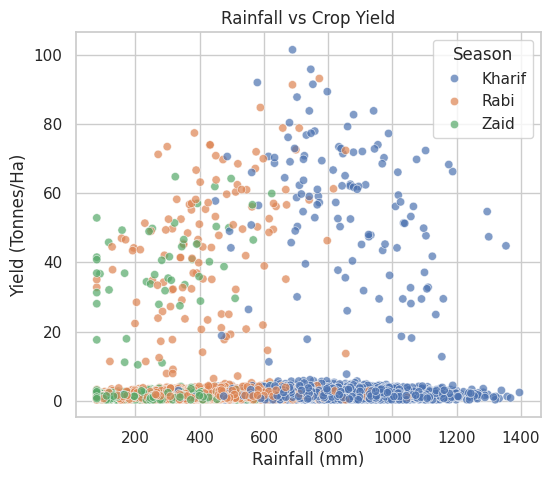 Rainfall vs Crop Yield
Season
Kharif
Rabi
Zaid
Yield (Tonnes/Ha)
100
80
60
40
20
0
200
400
600
800
1000
1200
1400
Rainfall (mm)